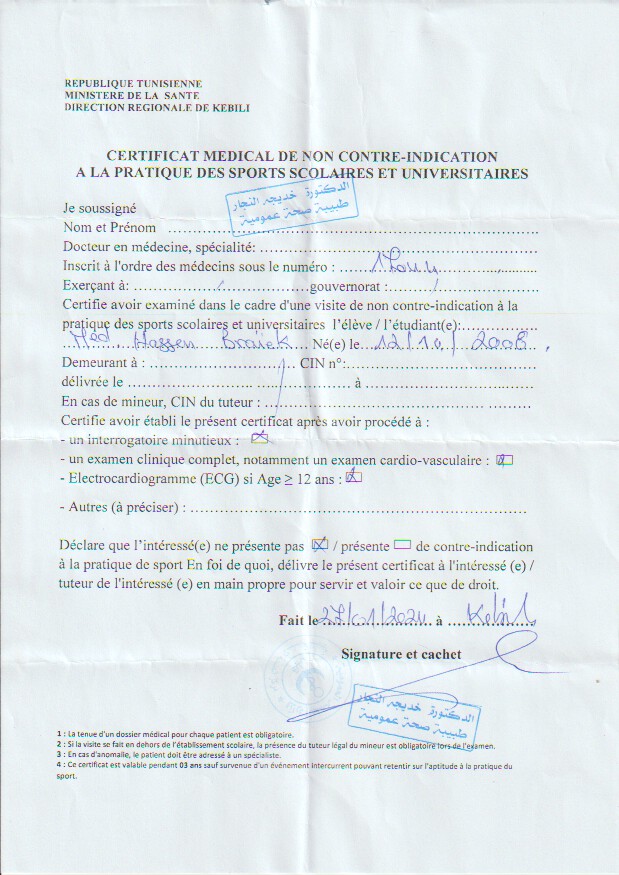 REPUBLIQUE TUNISIENNE
MINISTERE DE LA SANTE
DIRECTION REGIONALE DE KEBILI
CERTIFICAT MEDICAL DE NON CONTRE-INDICATION
A LA PRATIQUE DES SPORTS SCOLAIRES ET UNIVERSITAIRES
الدكتورة خديجة النجار
طبيبة صحة عمومية
Je soussigné
Nom et Prénom ..........
Docteur en médecine, spécialité: ..........
Inscrit à l'ordre des médecins sous le numéro : ..........
Exerçant à: .......... gouvernorat : ..........
Certifie avoir examiné dans le cadre d'une visite de non contre-indication à la
pratique des sports scolaires et universitaires l'élève / l'étudiant(e):..........
Med Hassen Braiek Né(e) le 12/10/2008,
Demeurant à : .......... CIN n°: ..........
délivrée le .......... à ..........
En cas de mineur, CIN du tuteur : ..........
Certifie avoir établi le présent certificat après avoir procédé à :
- un interrogatoire minutieux : ☒
- un examen clinique complet, notamment un examen cardio-vasculaire : ☒
- Electrocardiogramme (ECG) si Age ≥ 12 ans : ☒
- Autres (à préciser) : ..........
Déclare que l'intéressé(e) ne présente pas ☒ / présente ☐ de contre-indication
à la pratique de sport En foi de quoi, délivre le présent certificat à l'intéressé (e) /
tuteur de l'intéressé (e) en main propre pour servir et valoir ce que de droit.
Fait le 27/01/2024 à Kebili
Signature et cachet
الدكتورة خديجة النجار
طبيبة صحة عمومية
1 : La tenue d'un dossier médical pour chaque patient est obligatoire.
2 : Si la visite se fait en dehors de l'établissement scolaire, la présence du tuteur légal du mineur est obligatoire lors de l'examen.
3 : En cas d'anomalie, le patient doit être adressé à un spécialiste.
4 : Ce certificat est valable pendant 03 ans sauf survenue d'un événement intercurrent pouvant retentir sur l'aptitude à la pratique du
sport.